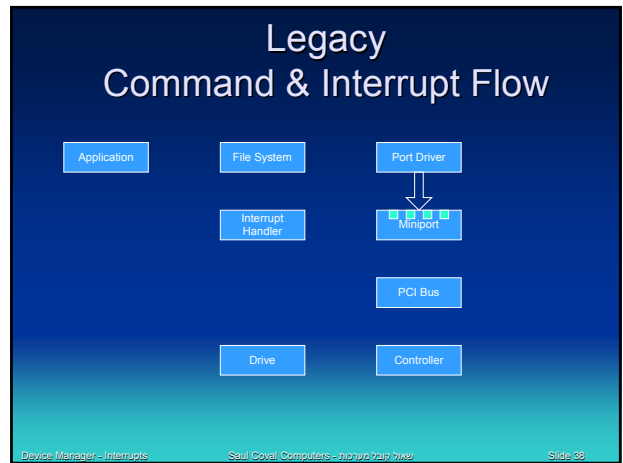 Legacy
Command & Interrupt Flow
Application
File System
Port Driver
Interrupt
Handler
Miniport
PCI Bus
Drive
Controller
Device Manager - Interrupts
Saul Coval Computers - שאול קובל מערכות
Slide 38